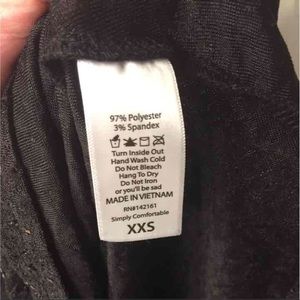 97% Polyester
3% Spandex
Turn Inside Out
Hand Wash Cold
Do Not Bleach
Hang To Dry
Do Not Iron
or you'll be sad
MADE IN VIETNAM
RN#142161
Simply Comfortable
XXS